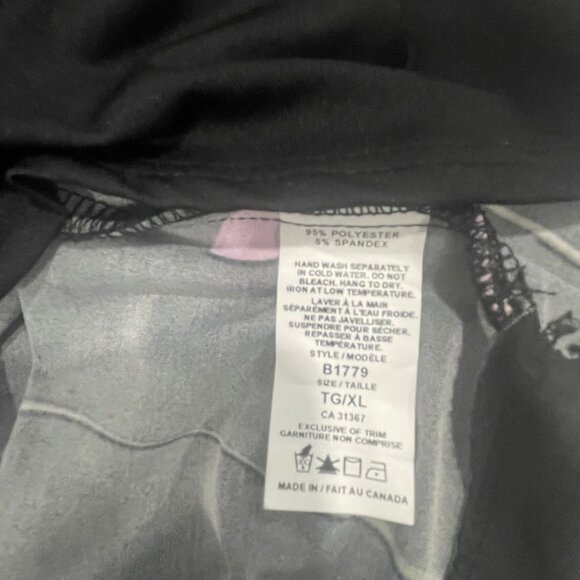 95% POLYESTER
5% SPANDEX
HAND WASH SEPARATELY
IN COLD WATER. DO NOT
BLEACH. HANG TO DRY.
IRON AT LOW TEMPERATURE.
LAVER À LA MAIN
SÉPARÉMENT À L'EAU FROIDE.
NE PAS JAVELLISER.
SUSPENDRE POUR SÉCHER.
REPASSER À BASSE
TEMPÉRATURE.
STYLE / MODÈLE
B1779
SIZE / TAILLE
TG/XL
CA 31367
EXCLUSIVE OF TRIM
GARNITURE NON COMPRISE
MADE IN / FAIT AU CANADA